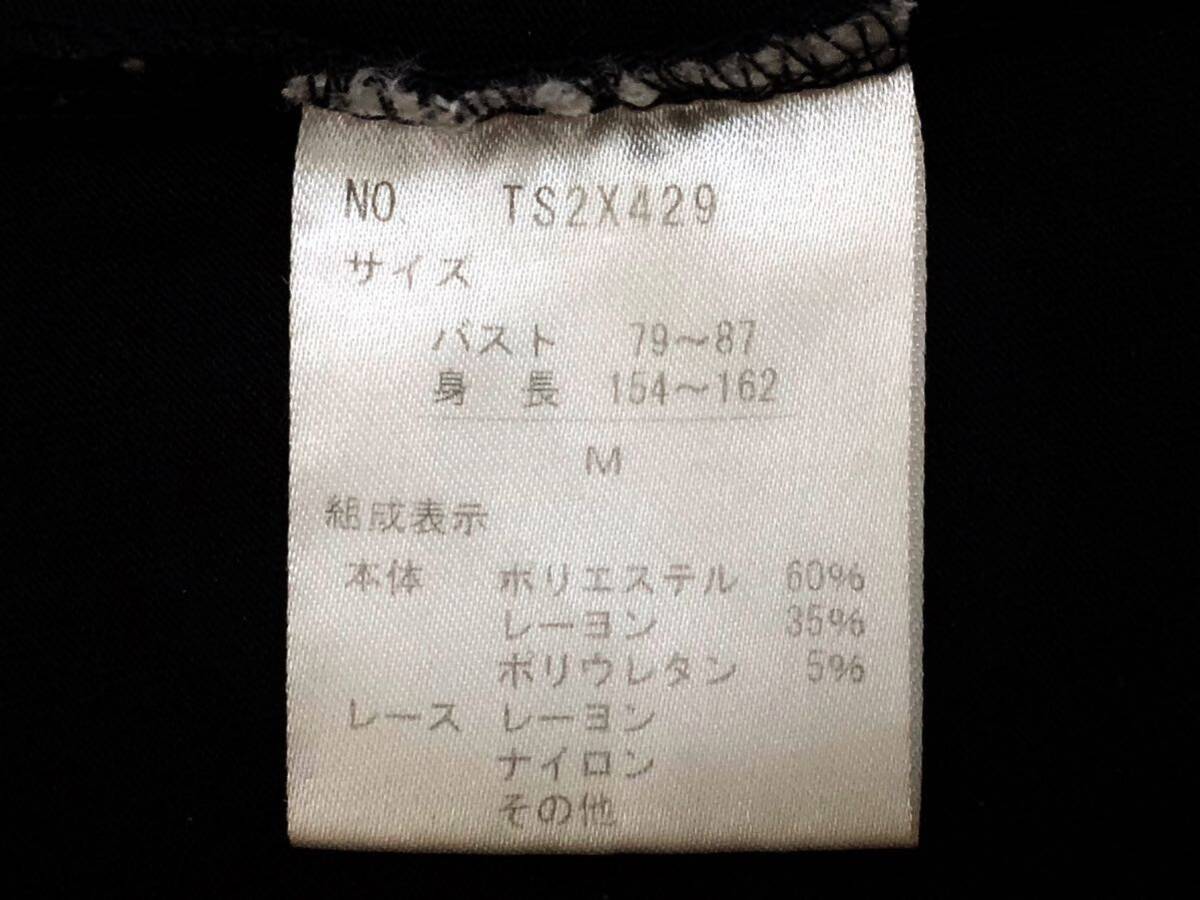 NO TS2X429
サイズ
バスト 79～87
身 長 154～162
M
組成表示
本体 ポリエステル 60%
レーヨン 35%
ポリウレタン 5%
レース レーヨン
ナイロン
その他